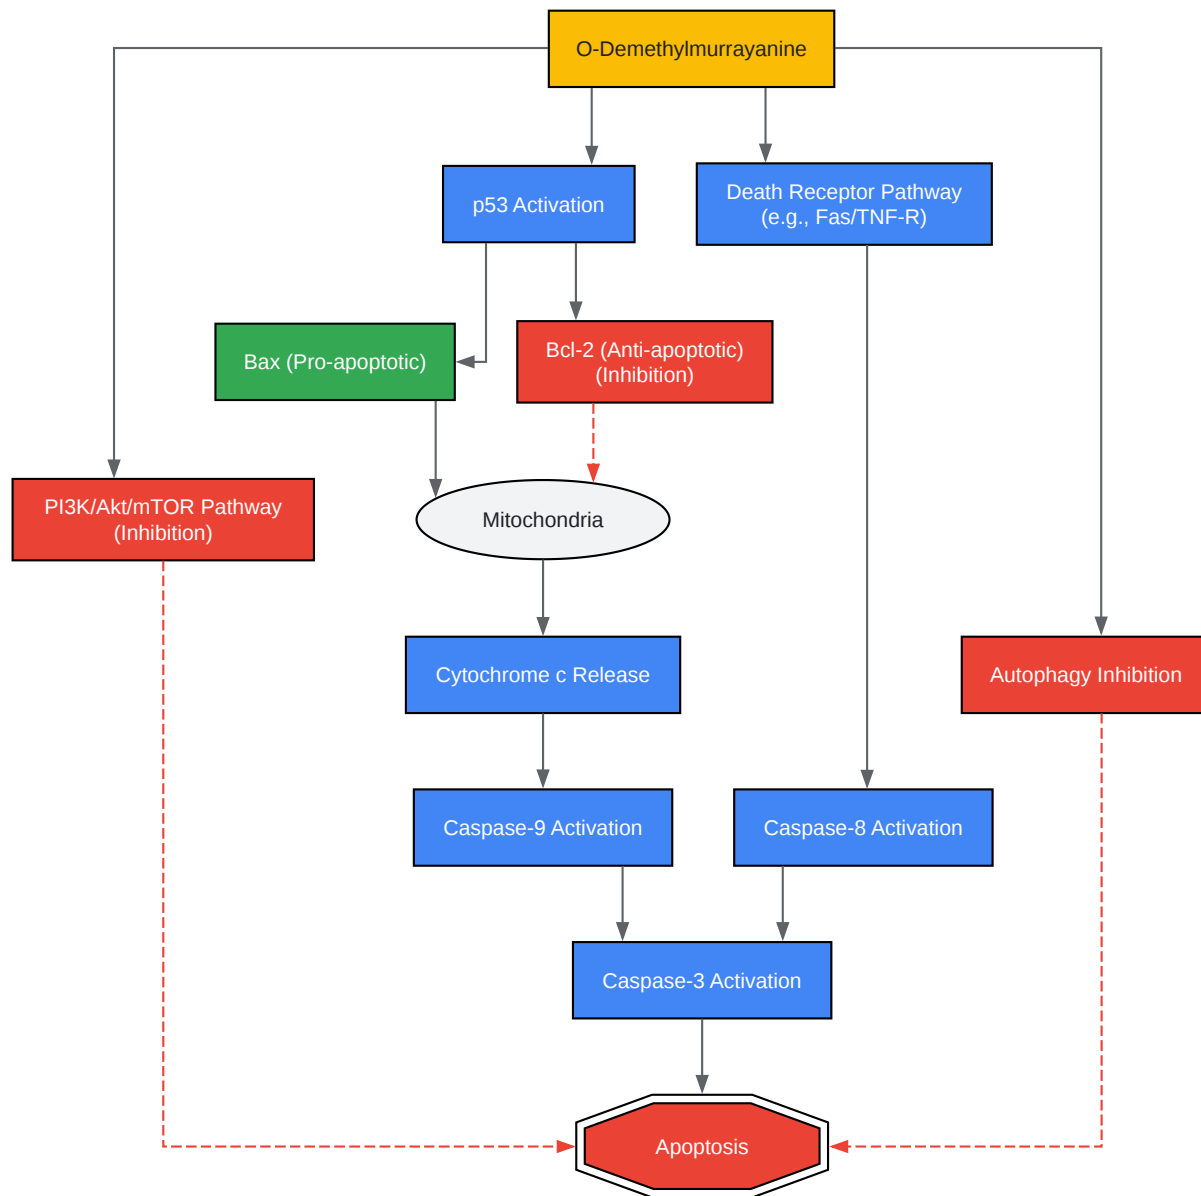 O-Demethylmurrayanine
p53 Activation
Death Receptor Pathway
(e.g., Fas/TNF-R)
Bax (Pro-apoptotic)
Bcl-2 (Anti-apoptotic)
(Inhibition)
PI3K/Akt/mTOR Pathway
(Inhibition)
Mitochondria
Cytochrome c Release
Autophagy Inhibition
Caspase-9 Activation
Caspase-8 Activation
Caspase-3 Activation
Apoptosis